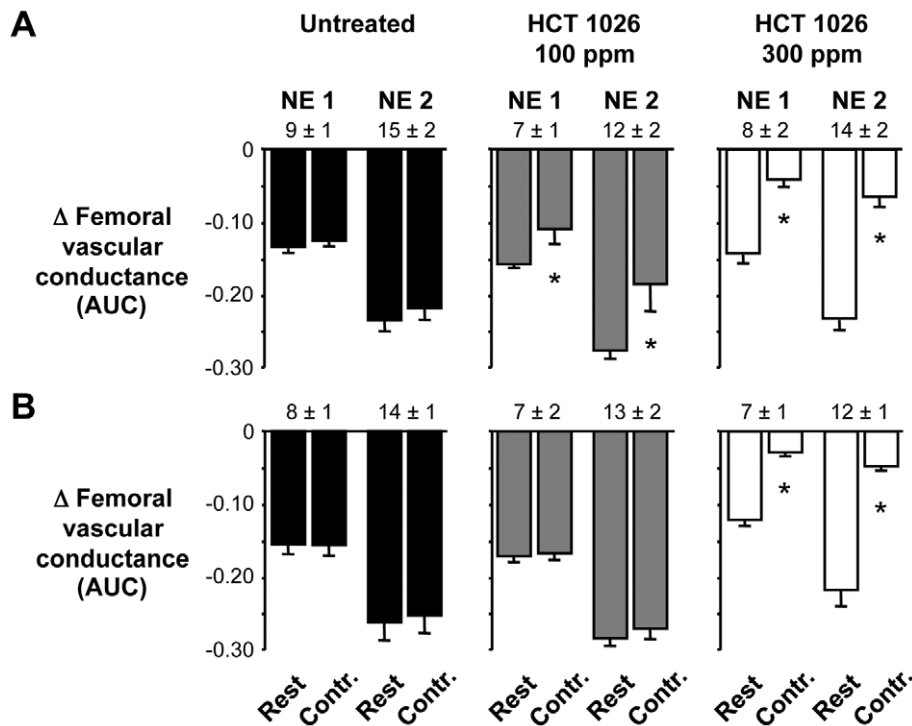 A
Untreated
HCT 1026
100 ppm
HCT 1026
300 ppm
NE 1 NE 2 NE 1 NE 2 NE 1 NE 2
9 ± 1 15 ± 2 7 ± 1 12 ± 2 8 ± 2 14 ± 2
Δ Femoral
vascular
conductance
(AUC)
0
-0.10
-0.20
-0.30
* * * *
B
8 ± 1 14 ± 1 7 ± 2 13 ± 2 7 ± 1 12 ± 1
Δ Femoral
vascular
conductance
(AUC)
0
-0.10
-0.20
-0.30
* *
Rest Contr. Rest Contr. Rest Contr. Rest Contr. Rest Contr. Rest Contr.